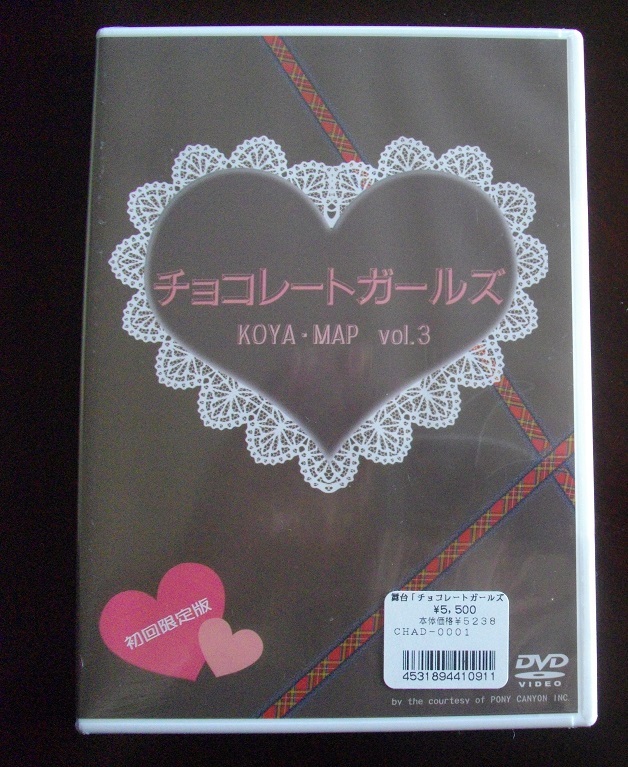 チョコレートガールズ
KOYA・MAP vol.3
初回限定版
舞台「チョコレートガールズ
¥5,500
本体価格¥5238
CHAD-0001
4531894410911
DVD
VIDEO
by the courtesy of PONY CANYON INC.